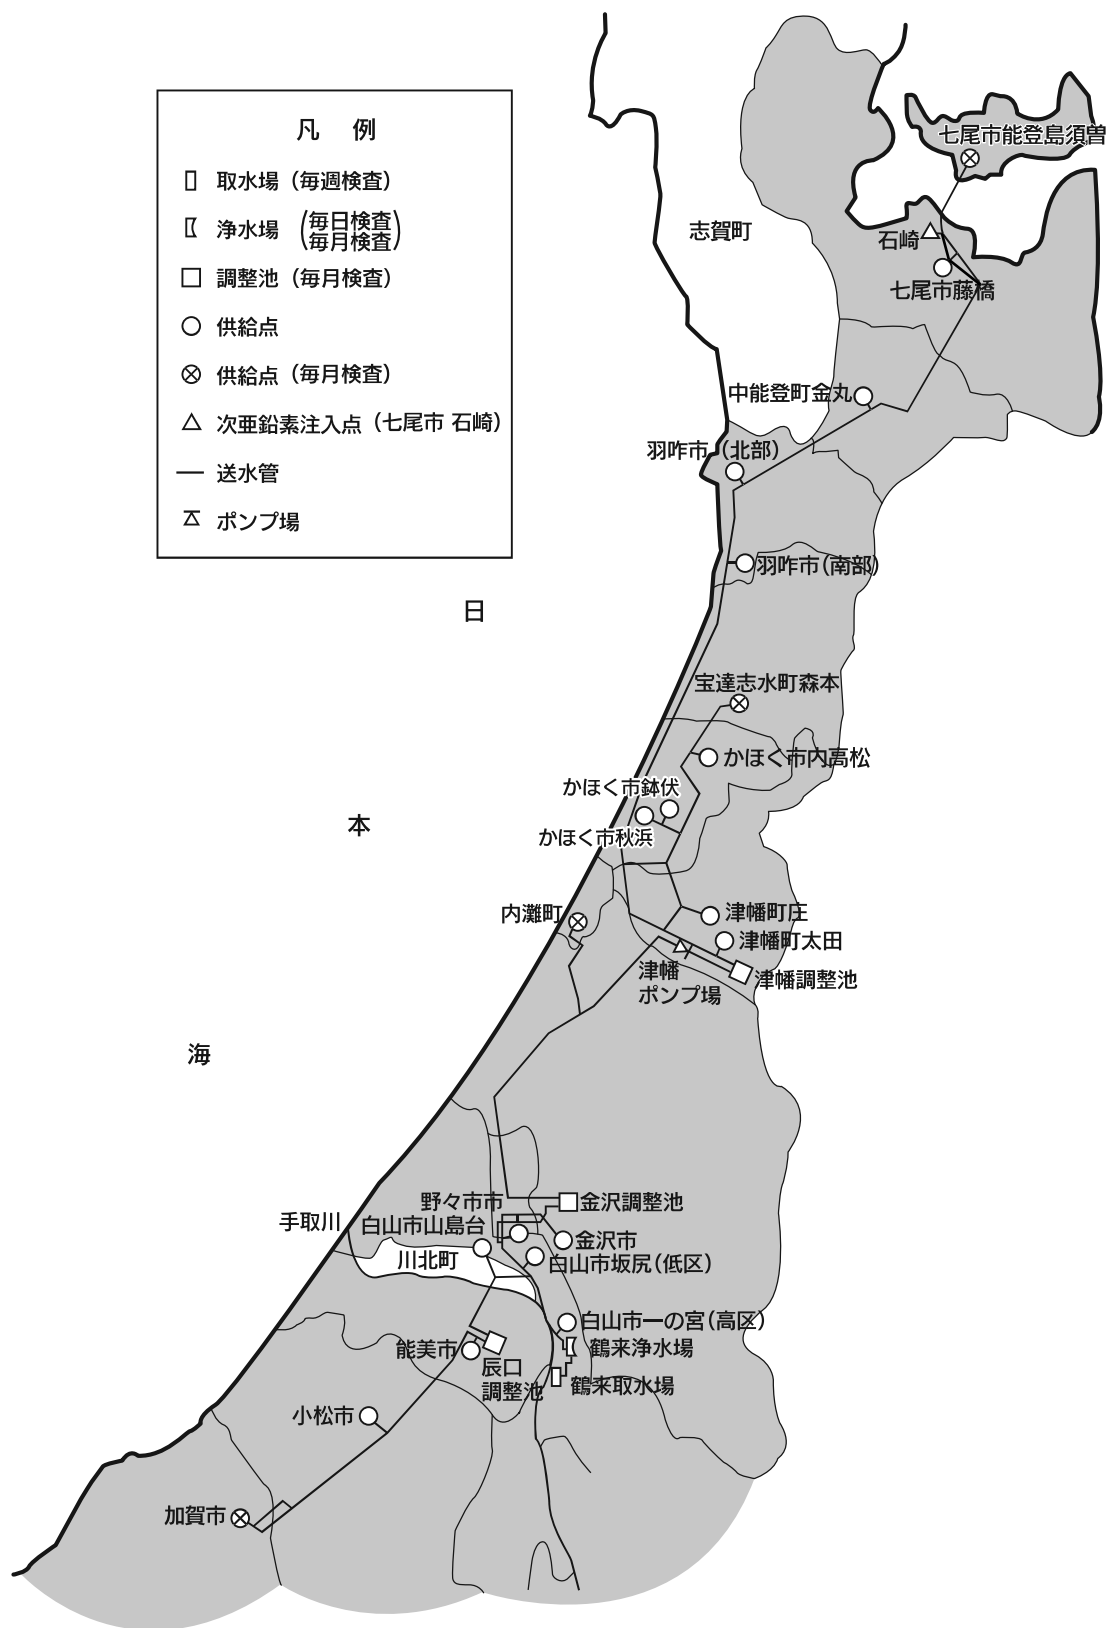 凡 例
取水場（毎週検査）
浄水場（毎日検査
毎月検査）
調整池（毎月検査）
供給点
供給点（毎月検査）
次亜鉛素注入点（七尾市 石崎）
送水管
ポンプ場
七尾市能登島須曽
志賀町
石崎
七尾市藤橋
中能登町金丸
羽咋市（北部）
羽咋市（南部）
日
宝達志水町森本
かほく市内高松
かほく市鉢伏
かほく市秋浜
本
内灘町
津幡町庄
津幡町太田
津幡
ポンプ場
津幡調整池
海
野々市市
金沢調整池
手取川
白山市山島台
金沢市
川北町
白山市坂尻（低区）
白山市一の宮（高区）
能美市
鶴来浄水場
辰口
調整池
鶴来取水場
小松市
加賀市